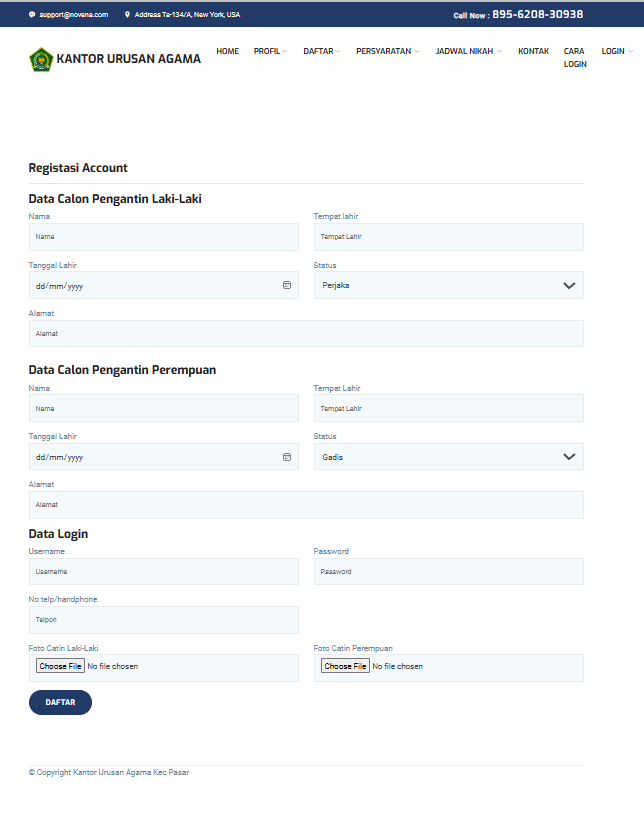 support@novena.com Address Ta-134/A, New York, USA Call Now : 895-6208-30938
KANTOR URUSAN AGAMA HOME PROFIL DAFTAR PERSYARATAN JADWAL NIKAH KONTAK CARA LOGIN LOGIN
Registasi Account
Data Calon Pengantin Laki-Laki
Nama Tempat lahir
Nama Tempat Lahir
Tanggal Lahir Status
dd/mm/yyyy Perjaka
Alamat
Alamat
Data Calon Pengantin Perempuan
Nama Tempat Lahir
Nama Tempat Lahir
Tanggal Lahir Status
dd/mm/yyyy Gadis
Alamat
Alamat
Data Login
Username Password
Username Password
No telp/handphone
Telpon
Foto Catin Laki-Laki Foto Catin Perempuan
Choose File No file chosen Choose File No file chosen
DAFTAR
© Copyright Kantor Urusan Agama Kec Pasar